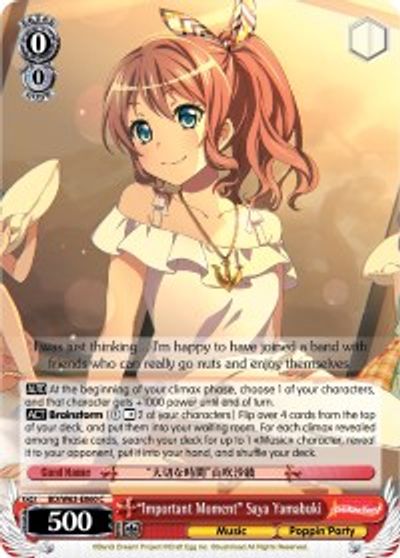 0
0
I was just thinking... I'm happy to have joined a band with
friends who can really go nuts and enjoy themselves.
AUTO At the beginning of your climax phase, choose 1 of your characters,
and that character gets +1000 power until end of turn.
ACT Brainstorm [① 1 of your characters] Flip over 4 cards from the top
of your deck, and put them into your waiting room. For each climax revealed
among those cards, search your deck for up to 1 «Music» character, reveal
it to your opponent, put it into your hand, and shuffle your deck.
Card Name
"大切な時間"山吹沙綾
500
"Important Moment" Saya Yamabuki
Music
Poppin'Party